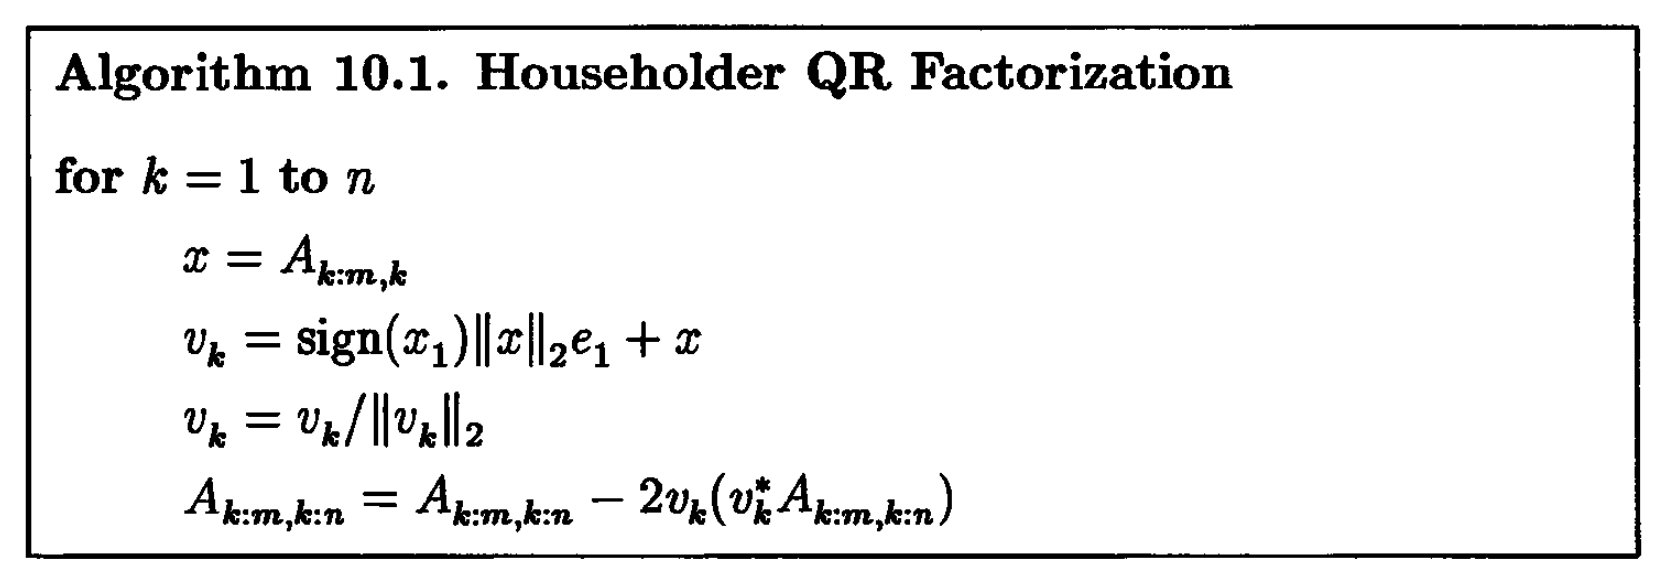 Algorithm 10.1. Householder QR Factorization
for k = 1 to n
x = A_{k:m,k}
v_k = sign(x_1)‖x‖_2 e_1 + x
v_k = v_k/‖v_k‖_2
A_{k:m,k:n} = A_{k:m,k:n} − 2v_k(v_k^* A_{k:m,k:n})